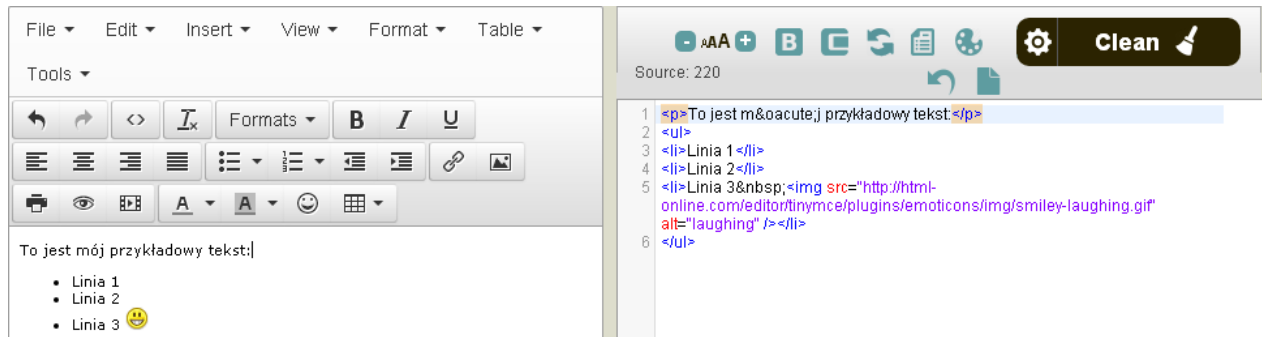 File Edit Insert View Format Table
Tools
Formats B I U
A A
To jest mój przykładowy tekst:
Linia 1
Linia 2
Linia 3
AAA B Clean
Source: 220
1 <p>To jest m&oacute;j przykładowy tekst:</p>
2 <ul>
3 <li>Linia 1</li>
4 <li>Linia 2</li>
5 <li>Linia 3&nbsp;<img src="http://html-
online.com/editor/tinymce/plugins/emoticons/img/smiley-laughing.gif"
alt="laughing" /></li>
6 </ul>